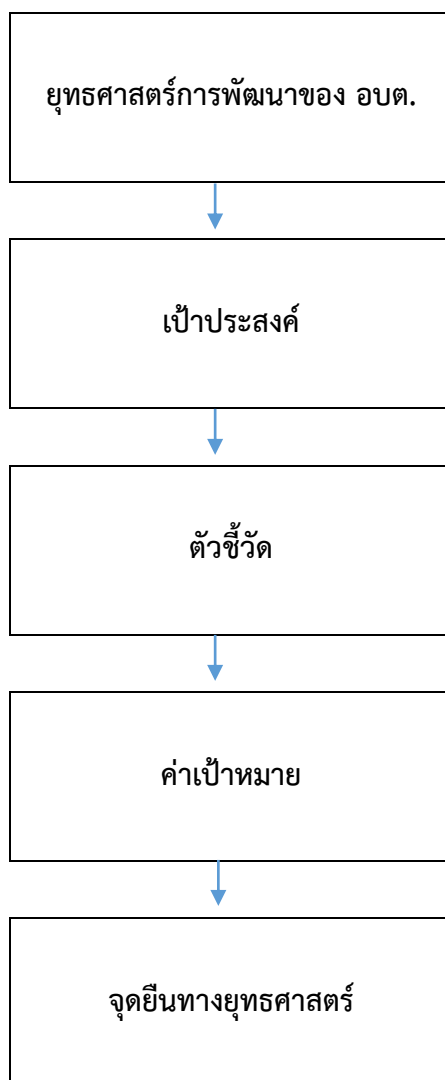 ยุทธศาสตร์การพัฒนาของ อบต.
เป้าประสงค์
ตัวชี้วัด
ค่าเป้าหมาย
จุดยืนทางยุทธศาสตร์